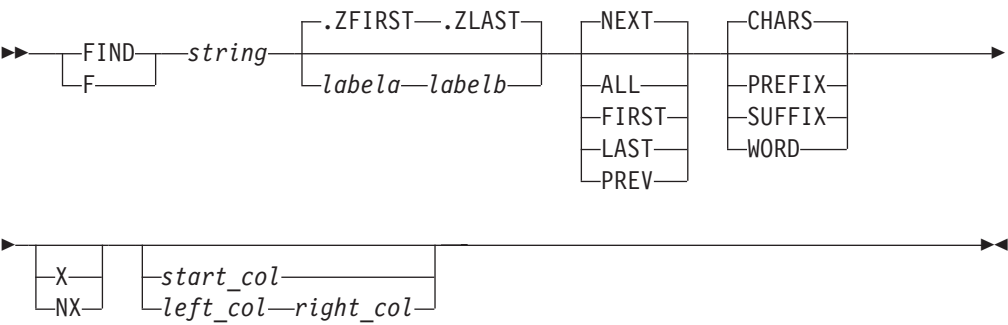 .ZFIRST .ZLAST NEXT CHARS
FIND string
F labela labelb ALL PREFIX
FIRST SUFFIX
LAST WORD
PREV
X start_col
NX left_col right_col